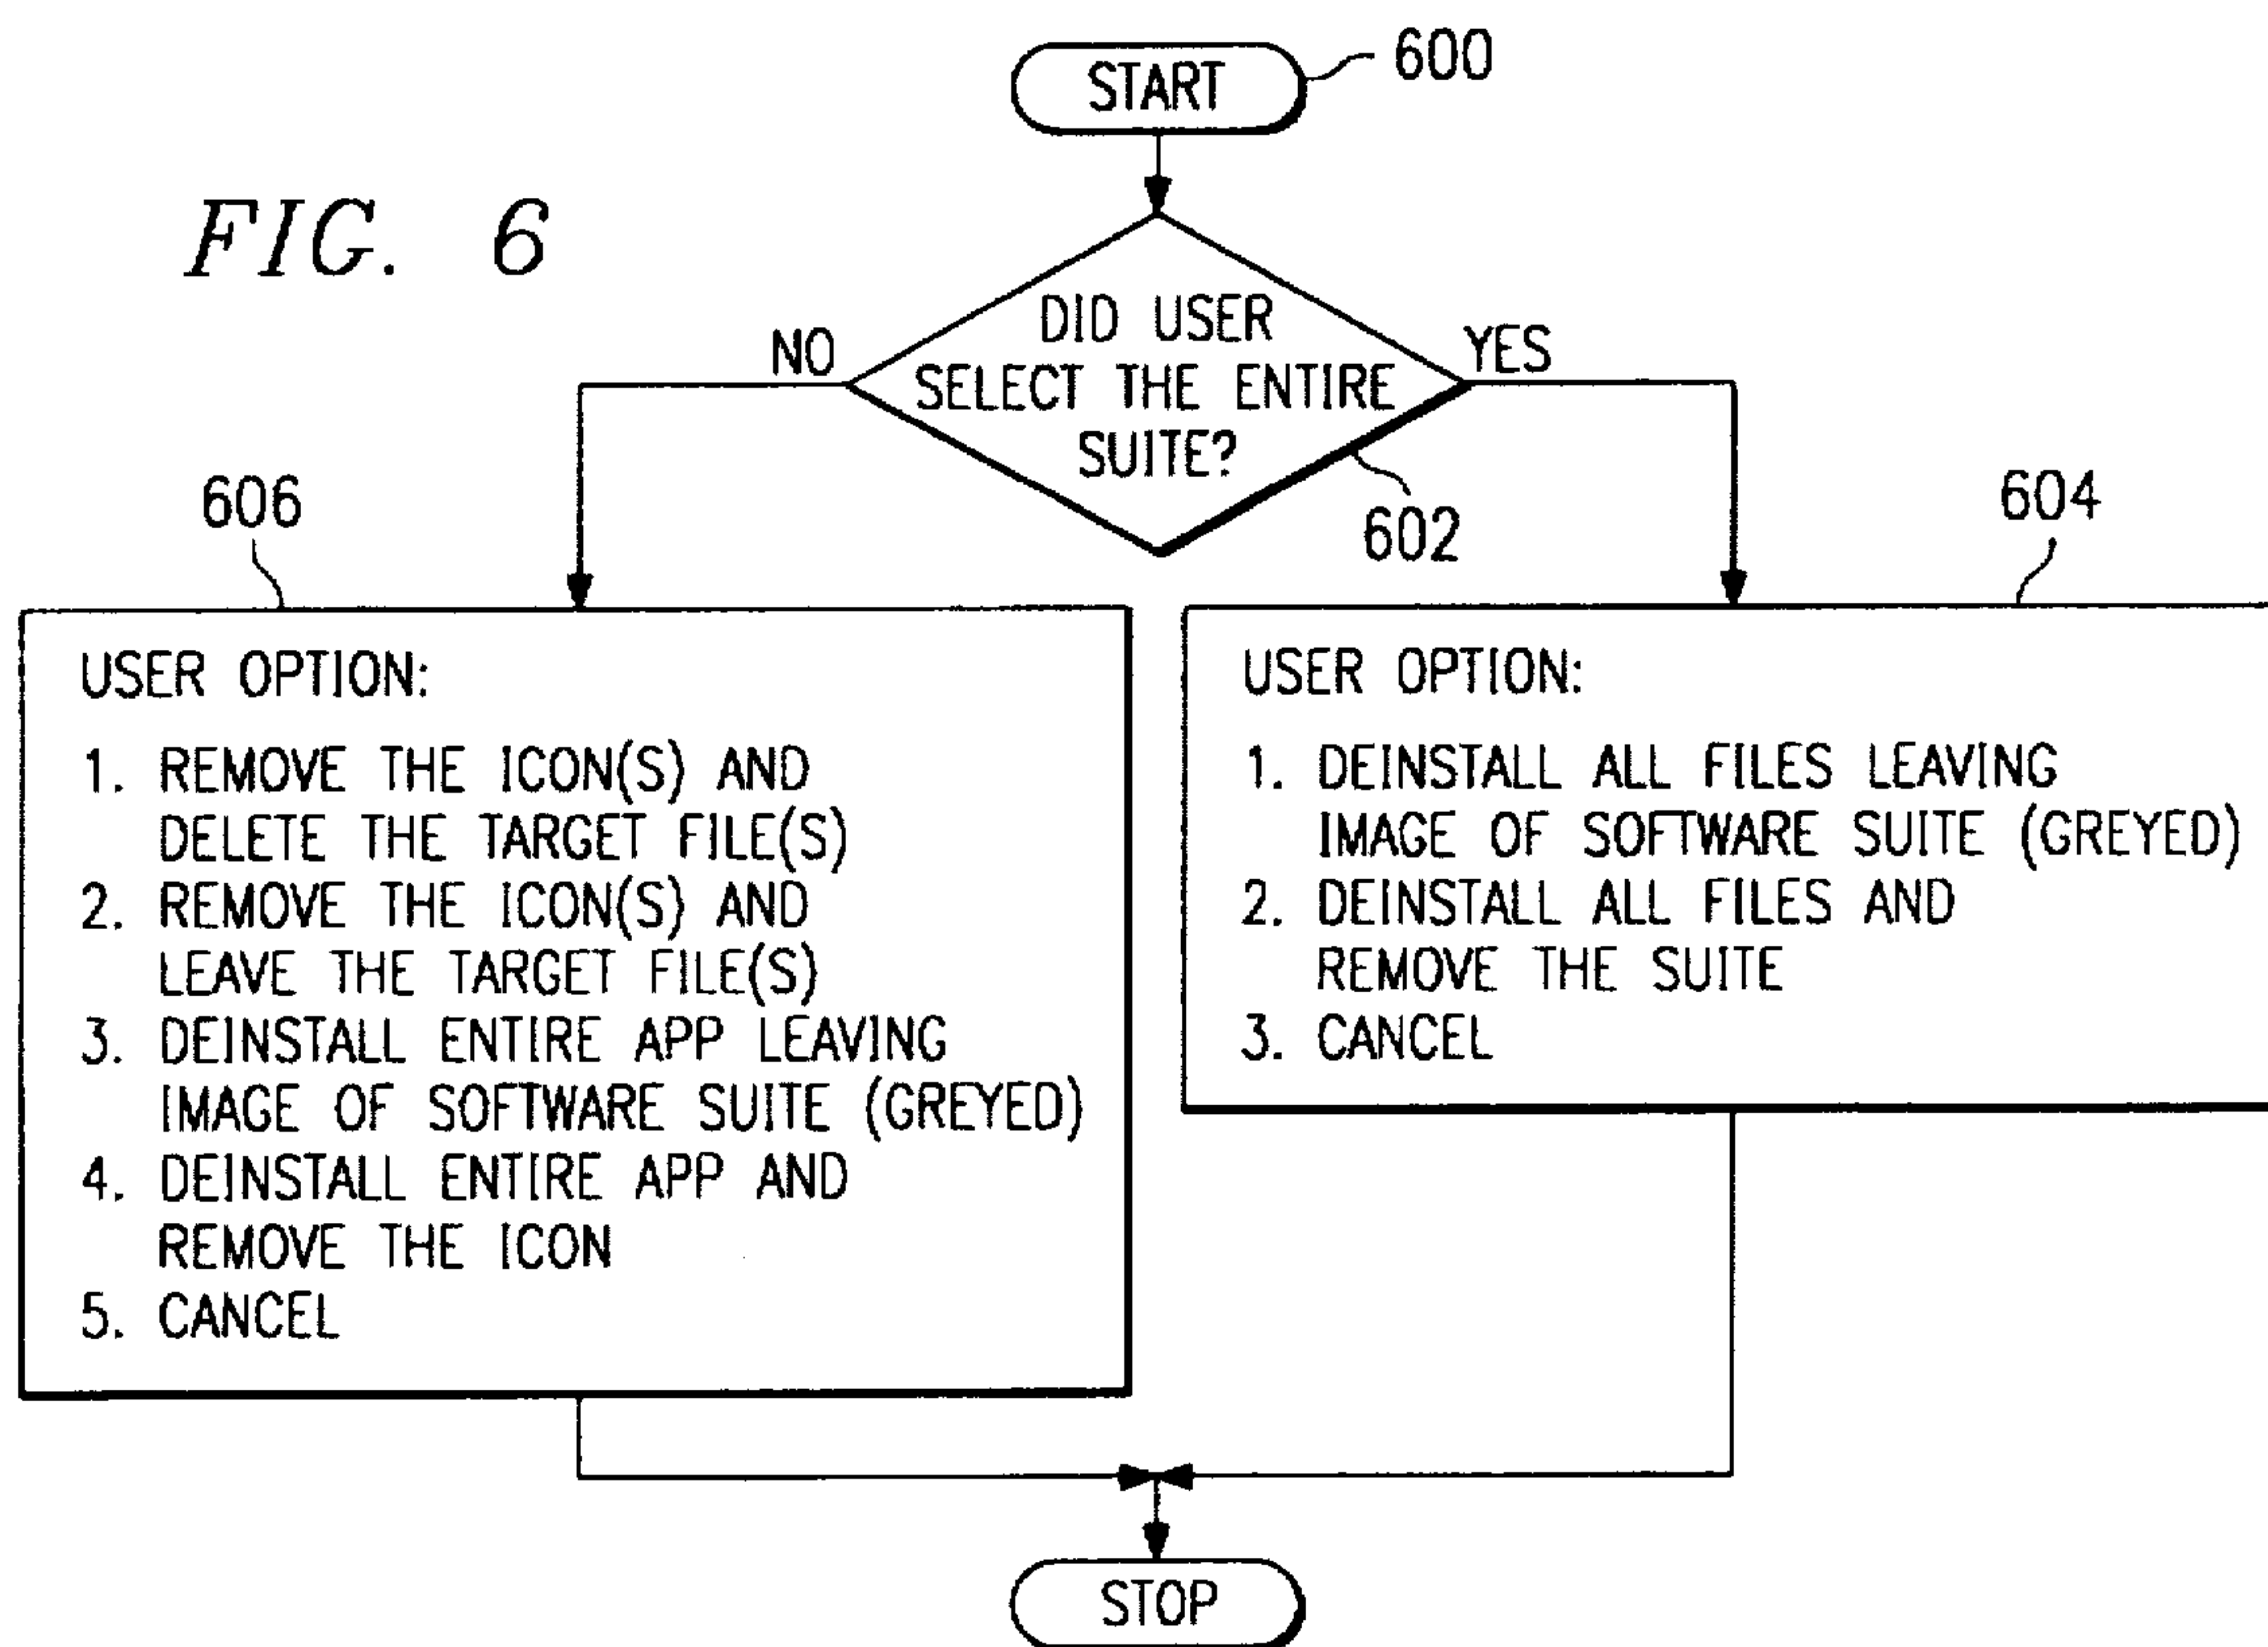 START
600
FIG. 6
DID USER
SELECT THE ENTIRE
SUITE?
NO
YES
602
606
604
USER OPTION:
1. REMOVE THE ICON(S) AND
DELETE THE TARGET FILE(S)
2. REMOVE THE ICON(S) AND
LEAVE THE TARGET FILE(S)
3. DEINSTALL ENTIRE APP LEAVING
IMAGE OF SOFTWARE SUITE (GREYED)
4. DEINSTALL ENTIRE APP AND
REMOVE THE ICON
5. CANCEL
USER OPTION:
1. DEINSTALL ALL FILES LEAVING
IMAGE OF SOFTWARE SUITE (GREYED)
2. DEINSTALL ALL FILES AND
REMOVE THE SUITE
3. CANCEL
STOP